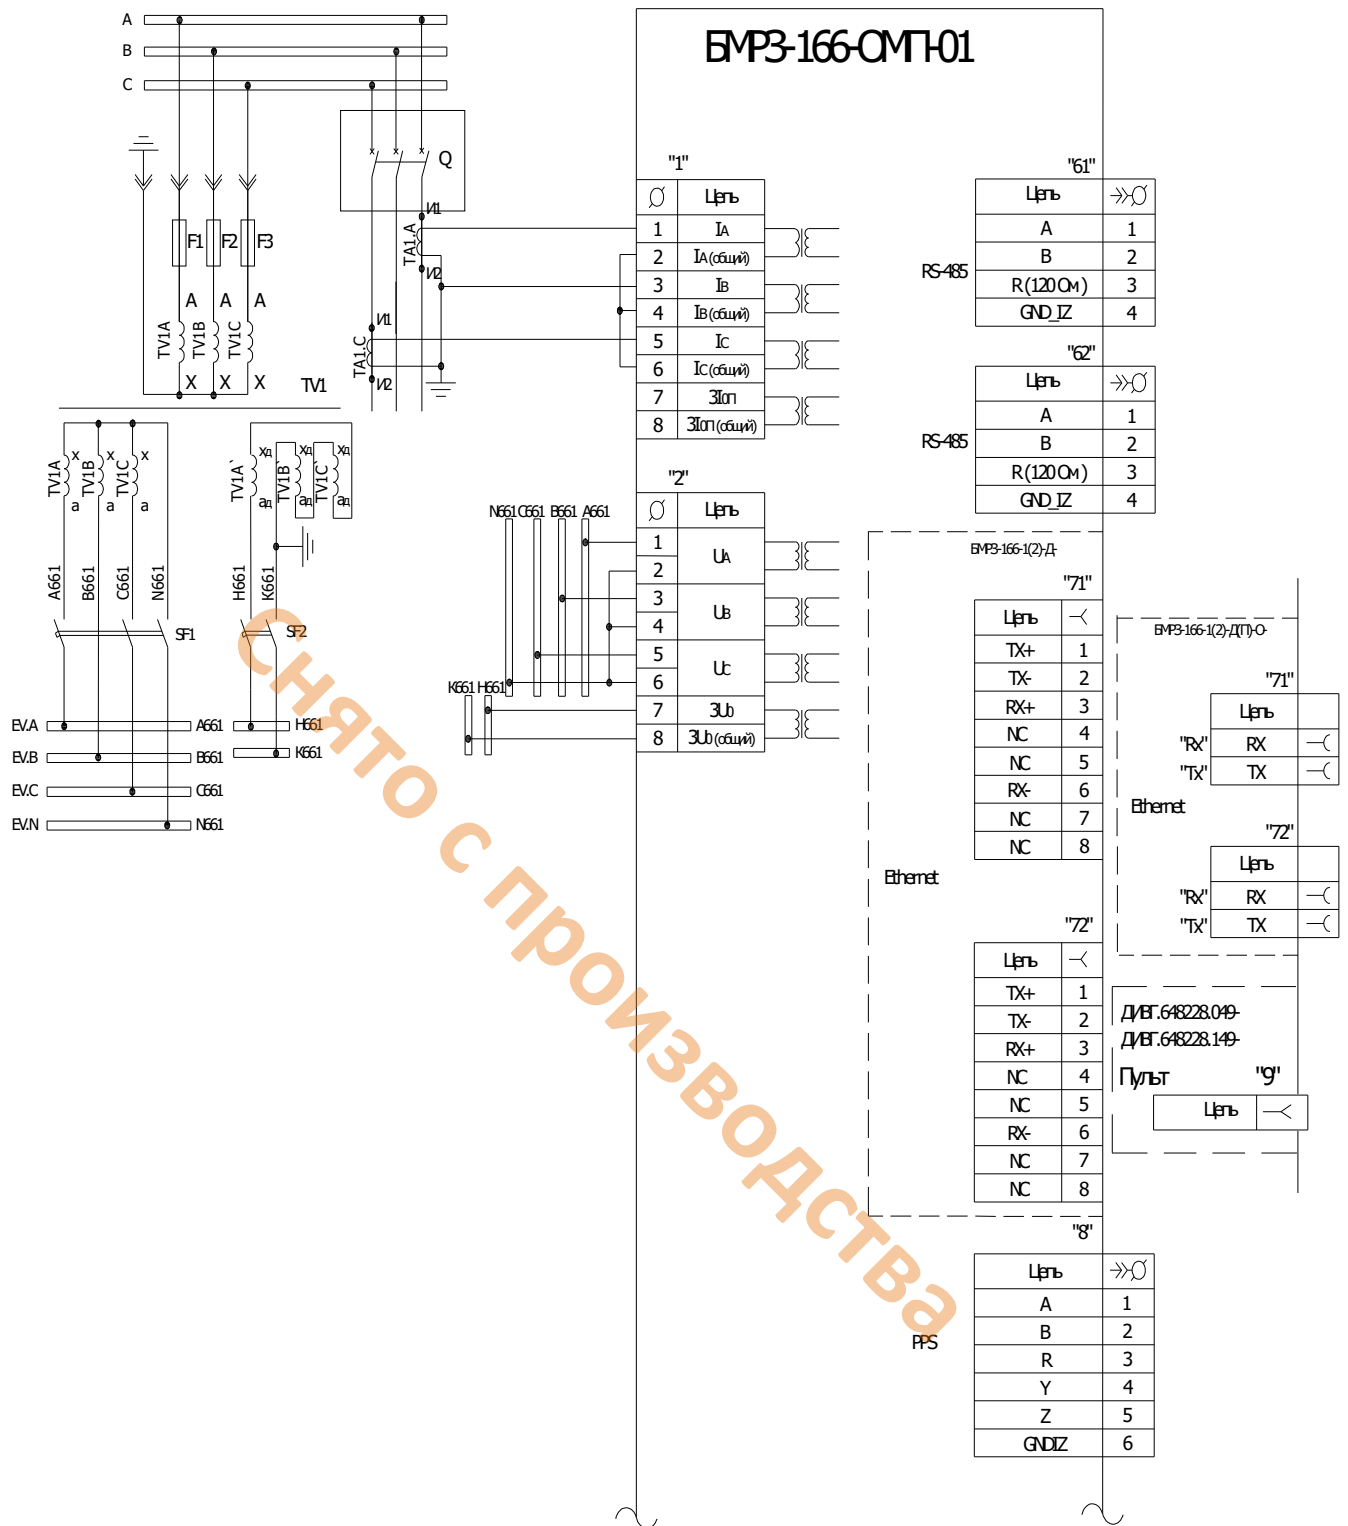 БМРЗ-166-ОМП-01
A
B
C
Q
F1 F2 F3
A A A
TV1A TV1B TV1C
X X X
TV1
И1
TA1.A
И2
И1
TA1.C
И2
TV1A TV1B TV1C
x x x
a a a
TV1A` TV1B` TV1C`
xд xд xд
aд aд aд
A661 B661 C661 N661
H661 K661
SF1
SF2
EV.A A661
EV.B B661
EV.C C661
EV.N N661
H661
K661
"1"
Цепь
1 IA
2 IA (общий)
3 IB
4 IB (общий)
5 IC
6 IC (общий)
7 3I0П
8 3I0П (общий)
"2"
N661 C661 B661 A661
Цепь
1
UA
2
3
UB
4
5
UC
6
K661 H661
7 3U0
8 3U0 (общий)
"61"
Цепь
A 1
B 2
RS-485
R (120 Ом) 3
GND_IZ 4
"62"
Цепь
A 1
B 2
RS-485
R (120 Ом) 3
GND_IZ 4
БМРЗ-166-1(2)-Д-
"71"
Цепь
TX+ 1
TX- 2
RX+ 3
NC 4
NC 5
RX- 6
NC 7
NC 8
Ethernet
"72"
Цепь
TX+ 1
TX- 2
RX+ 3
NC 4
NC 5
RX- 6
NC 7
NC 8
БМРЗ-166-1(2)-Д(П)-О-
"71"
Цепь
"Rx" RX
"Tx" TX
Ethernet
"72"
Цепь
"Rx" RX
"Tx" TX
ДИВГ.648228.049-
ДИВГ.648228.149-
Пульт "9"
Цепь
"8"
Цепь
A 1
B 2
PPS
R 3
Y 4
Z 5
GNDIZ 6
Снято с производства